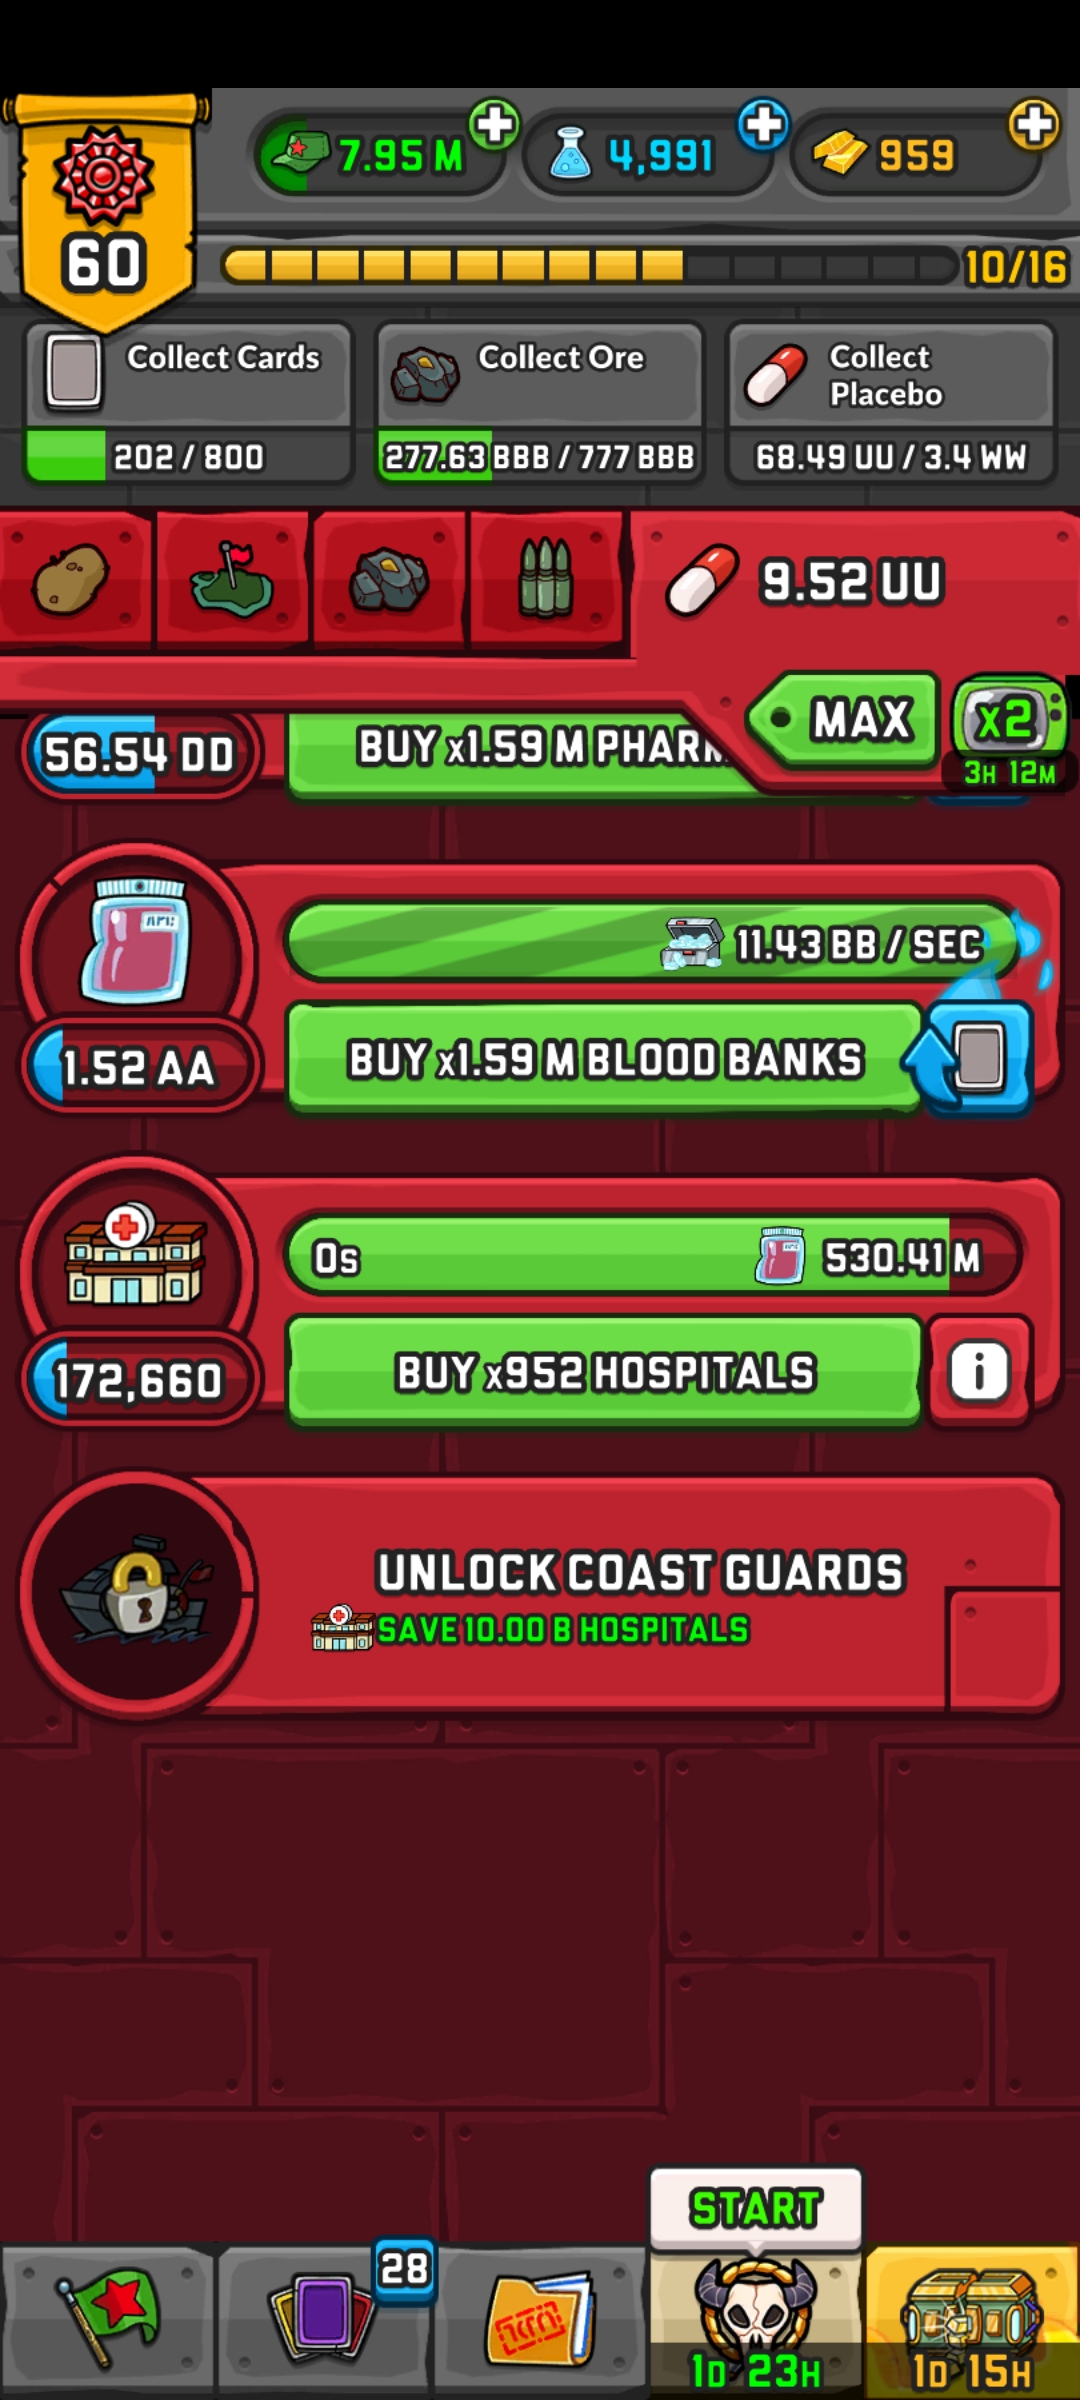 60
7.95 M
4,991
959
10/16
Collect Cards
202 / 800
Collect Ore
277.63 BBB / 777 BBB
Collect
Placebo
68.49 UU / 3.4 WW
9.52 UU
MAX
x2
3H 12M
56.54 DD
BUY x1.59 M
11.43 BB / SEC
1.52 AA
BUY x1.59 M BLOOD BANKS
0s
530.41 M
172,660
BUY x952 HOSPITALS
i
UNLOCK COAST GUARDS
SAVE 10.00 B HOSPITALS
START
28
1D 23H
1D 15H